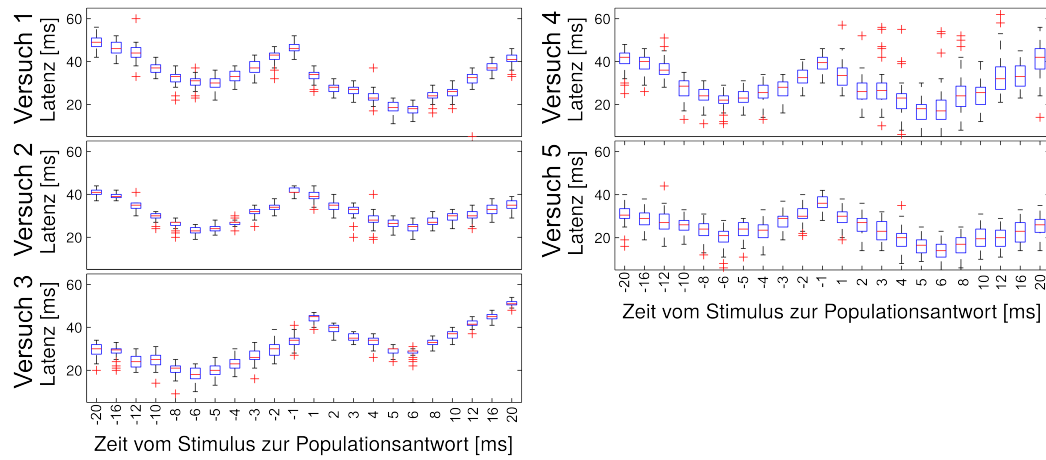 Versuch 1
Latenz [ms]
60
40
20
Versuch 2
Latenz [ms]
60
40
20
Versuch 3
Latenz [ms]
60
40
20
-20 -16 -12 -10 -8 -6 -5 -4 -3 -2 -1 1 2 3 4 5 6 8 10 12 16 20
Zeit vom Stimulus zur Populationsantwort [ms]
Versuch 4
Latenz [ms]
60
40
20
Versuch 5
Latenz [ms]
60
40
20
-20 -16 -12 -10 -8 -6 -5 -4 -3 -2 -1 1 2 3 4 5 6 8 10 12 16 20
Zeit vom Stimulus zur Populationsantwort [ms]